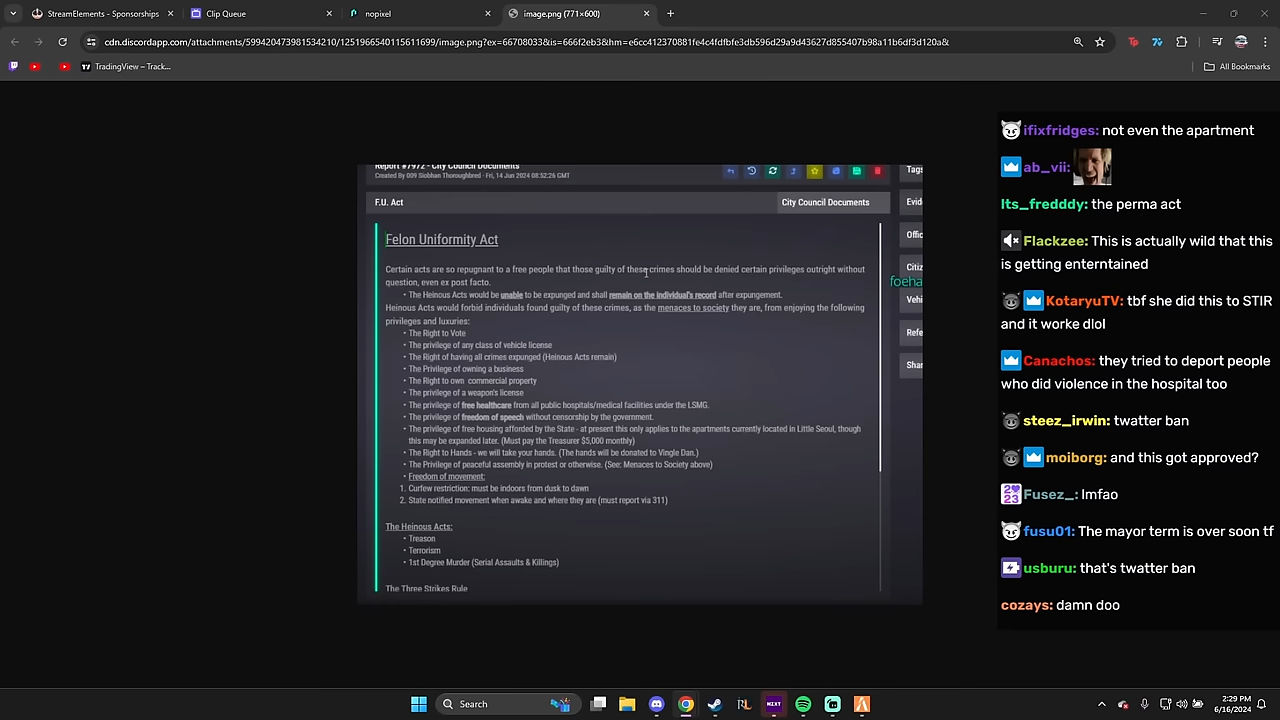 StreamElements - Sponsorships
Clip Queue
nopixel
image.png (771×600)
cdn.discordapp.com/attachments/599420473981534210/1251966540115611699/image.png?ex=66708033&is=666f2eb3&hm=e6cc412370881fe4c4fdfbfe3db596d29a9d43627d855407b98a11b6df3d120a&
TradingView – Track...
All Bookmarks
Report #7972 - City Council Documents
Created By 009 Siobhan Thoroughbred - Fri, 14 Jun 2024 08:52:26 GMT
Tags
F.U. Act
City Council Documents
Evid
Offic
Citiz
foeha
Vehi
Refe
Shar
Felon Uniformity Act
Certain acts are so repugnant to a free people that those guilty of these crimes should be denied certain privileges outright without
question, even ex post facto.
• The Heinous Acts would be unable to be expunged and shall remain on the individual's record after expungement.
Heinous Acts would forbid individuals found guilty of these crimes, as the menaces to society they are, from enjoying the following
privileges and luxuries:
• The Right to Vote
• The privilege of any class of vehicle license
• The Right of having all crimes expunged (Heinous Acts remain)
• The Privilege of owning a business
• The Right to own commercial property
• The privilege of a weapon's license
• The privilege of free healthcare from all public hospitals/medical facilities under the LSMG.
• The privilege of freedom of speech without censorship by the government.
• The privilege of free housing afforded by the State - at present this only applies to the apartments currently located in Little Seoul, though
this may be expanded later. (Must pay the Treasurer $5,000 monthly)
• The Right to Hands - we will take your hands. (The hands will be donated to Vingle Dan.)
• The Privilege of peaceful assembly in protest or otherwise. (See: Menaces to Society above)
• Freedom of movement:
1. Curfew restriction: must be indoors from dusk to dawn
2. State notified movement when awake and where they are (must report via 311)
The Heinous Acts:
• Treason
• Terrorism
• 1st Degree Murder (Serial Assaults & Killings)
The Three Strikes Rule
ifixfridges: not even the apartment
ab_vii:
Its_fredddy: the perma act
Flackzee: This is actually wild that this
is getting enterntained
KotaryuTV: tbf she did this to STIR
and it worke dlol
Canachos: they tried to deport people
who did violence in the hospital too
steez_irwin: twatter ban
moiborg: and this got approved?
Fusez_: lmfao
fusu01: The mayor term is over soon tf
usburu: that's twatter ban
cozays: damn doo
Search
NIXT
2:29 PM
6/16/2024